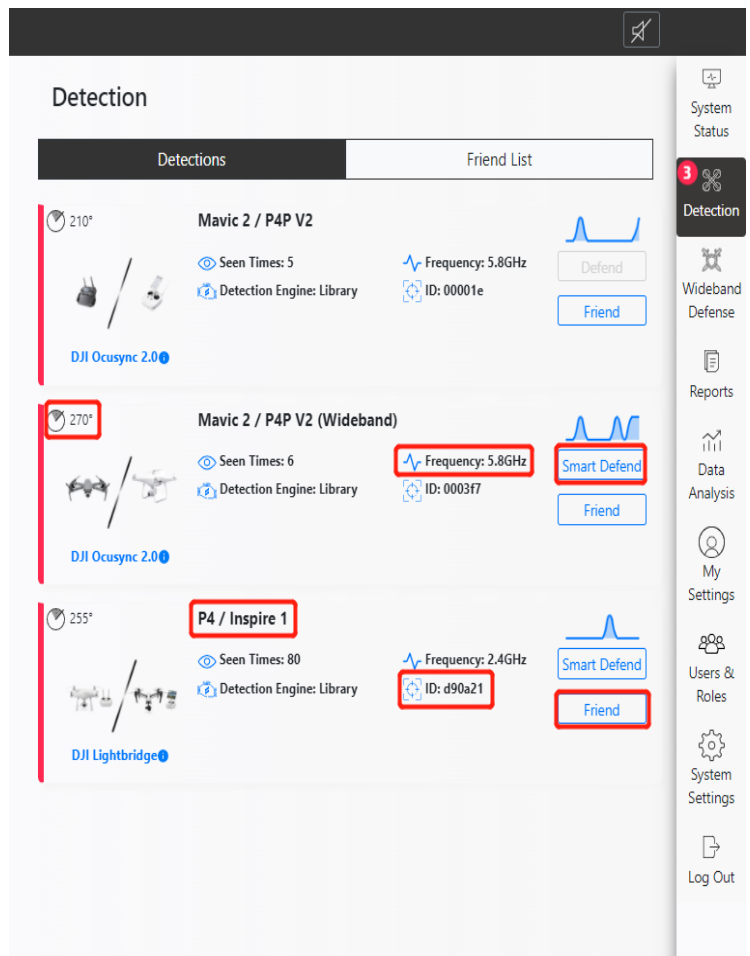 Detection
Detections
Friend List
210°
Mavic 2 / P4P V2
Seen Times: 5
Frequency: 5.8GHz
Defend
Detection Engine: Library
ID: 00001e
Friend
DJI Ocusync 2.0
270°
Mavic 2 / P4P V2 (Wideband)
Seen Times: 6
Frequency: 5.8GHz
Smart Defend
Detection Engine: Library
ID: 0003f7
Friend
DJI Ocusync 2.0
255°
P4 / Inspire 1
Seen Times: 80
Frequency: 2.4GHz
Smart Defend
Detection Engine: Library
ID: d90a21
Friend
DJI Lightbridge
System
Status
3
Detection
Wideband
Defense
Reports
Data
Analysis
My
Settings
Users &
Roles
System
Settings
Log Out